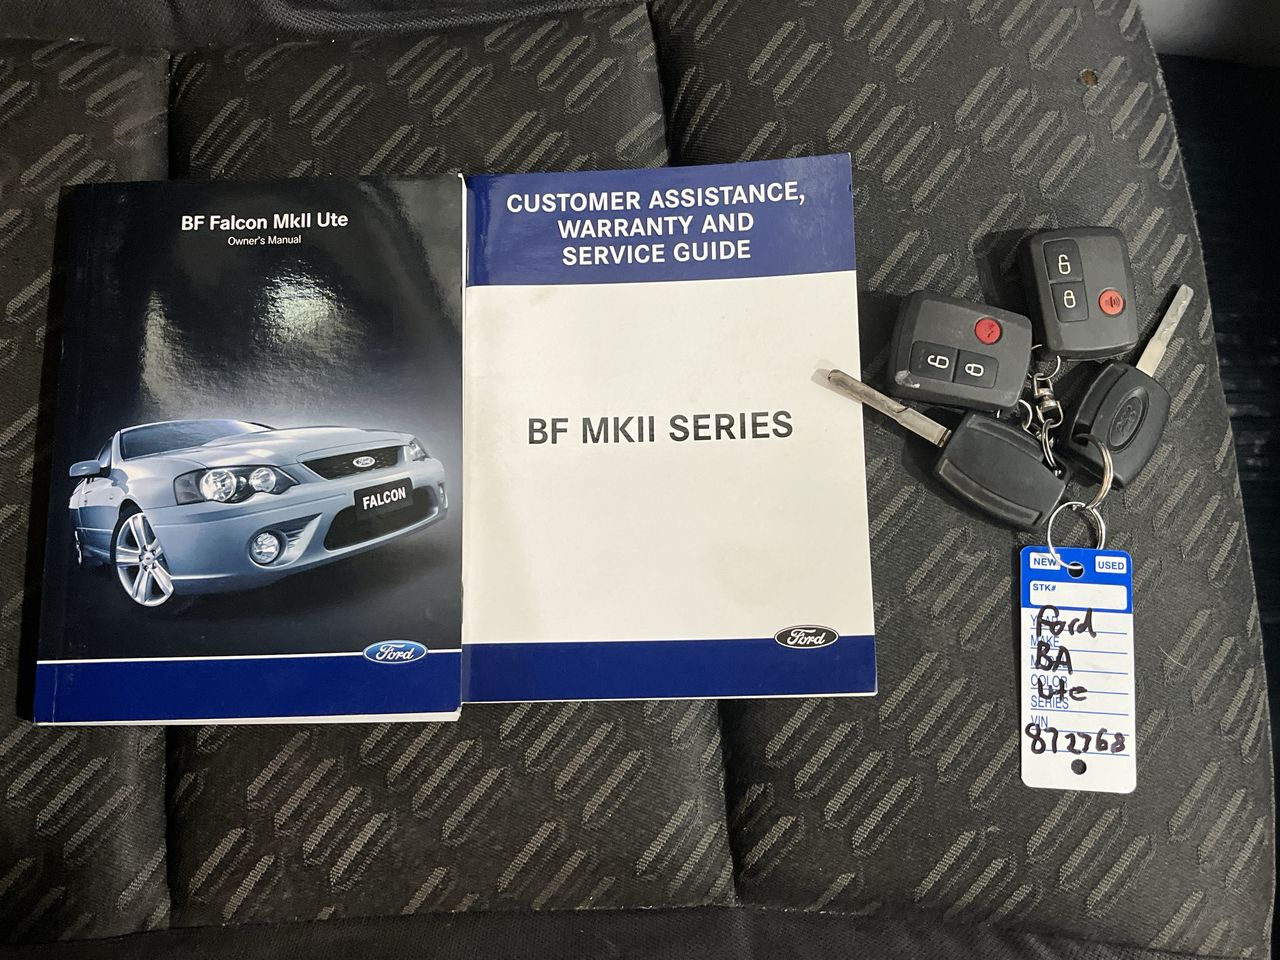 BF Falcon MkII Ute
Owner's Manual
Ford
FALCON
Ford
CUSTOMER ASSISTANCE,
WARRANTY AND
SERVICE GUIDE
BF MKII SERIES
Ford
NEW USED
STK#
Ford
MAKE
BA
COLOR
Ute
SERIES
VIN
872768